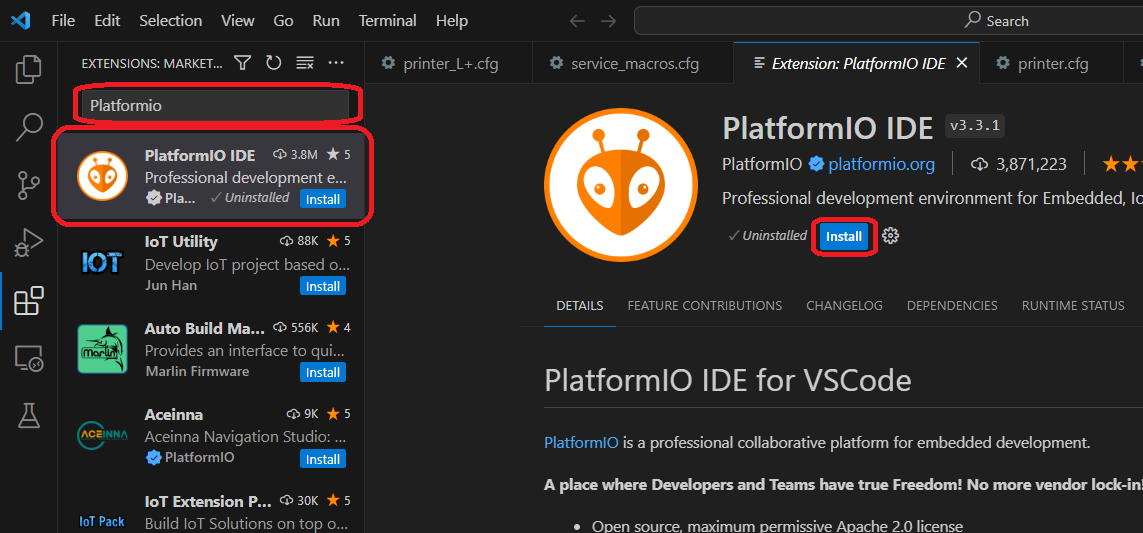 File Edit Selection View Go Run Terminal Help
Search
EXTENSIONS: MARKET...
printer_L+.cfg
service_macros.cfg
Extension: PlatformIO IDE
printer.cfg
Platformio
PlatformIO IDE 3.8M 5
Professional development e...
Pla... Uninstalled Install
IoT Utility 88K 5
Develop IoT project based o...
Jun Han Install
Auto Build Ma... 556K 4
Provides an interface to qui...
Marlin Firmware Install
Aceinna 9K 5
Aceinna Navigation Studio: ...
PlatformIO Install
IoT Extension P... 30K 5
Build IoT Solutions on top o...
IOT
Marlin
ACEINNA
IoT Pack
PlatformIO IDE v3.3.1
PlatformIO platformio.org 3,871,223
Professional development environment for Embedded, Io
Uninstalled Install
DETAILS FEATURE CONTRIBUTIONS CHANGELOG DEPENDENCIES RUNTIME STATUS
PlatformIO IDE for VSCode
PlatformIO is a professional collaborative platform for embedded development.
A place where Developers and Teams have true Freedom! No more vendor lock-in!
• Open source, maximum permissive Apache 2.0 license